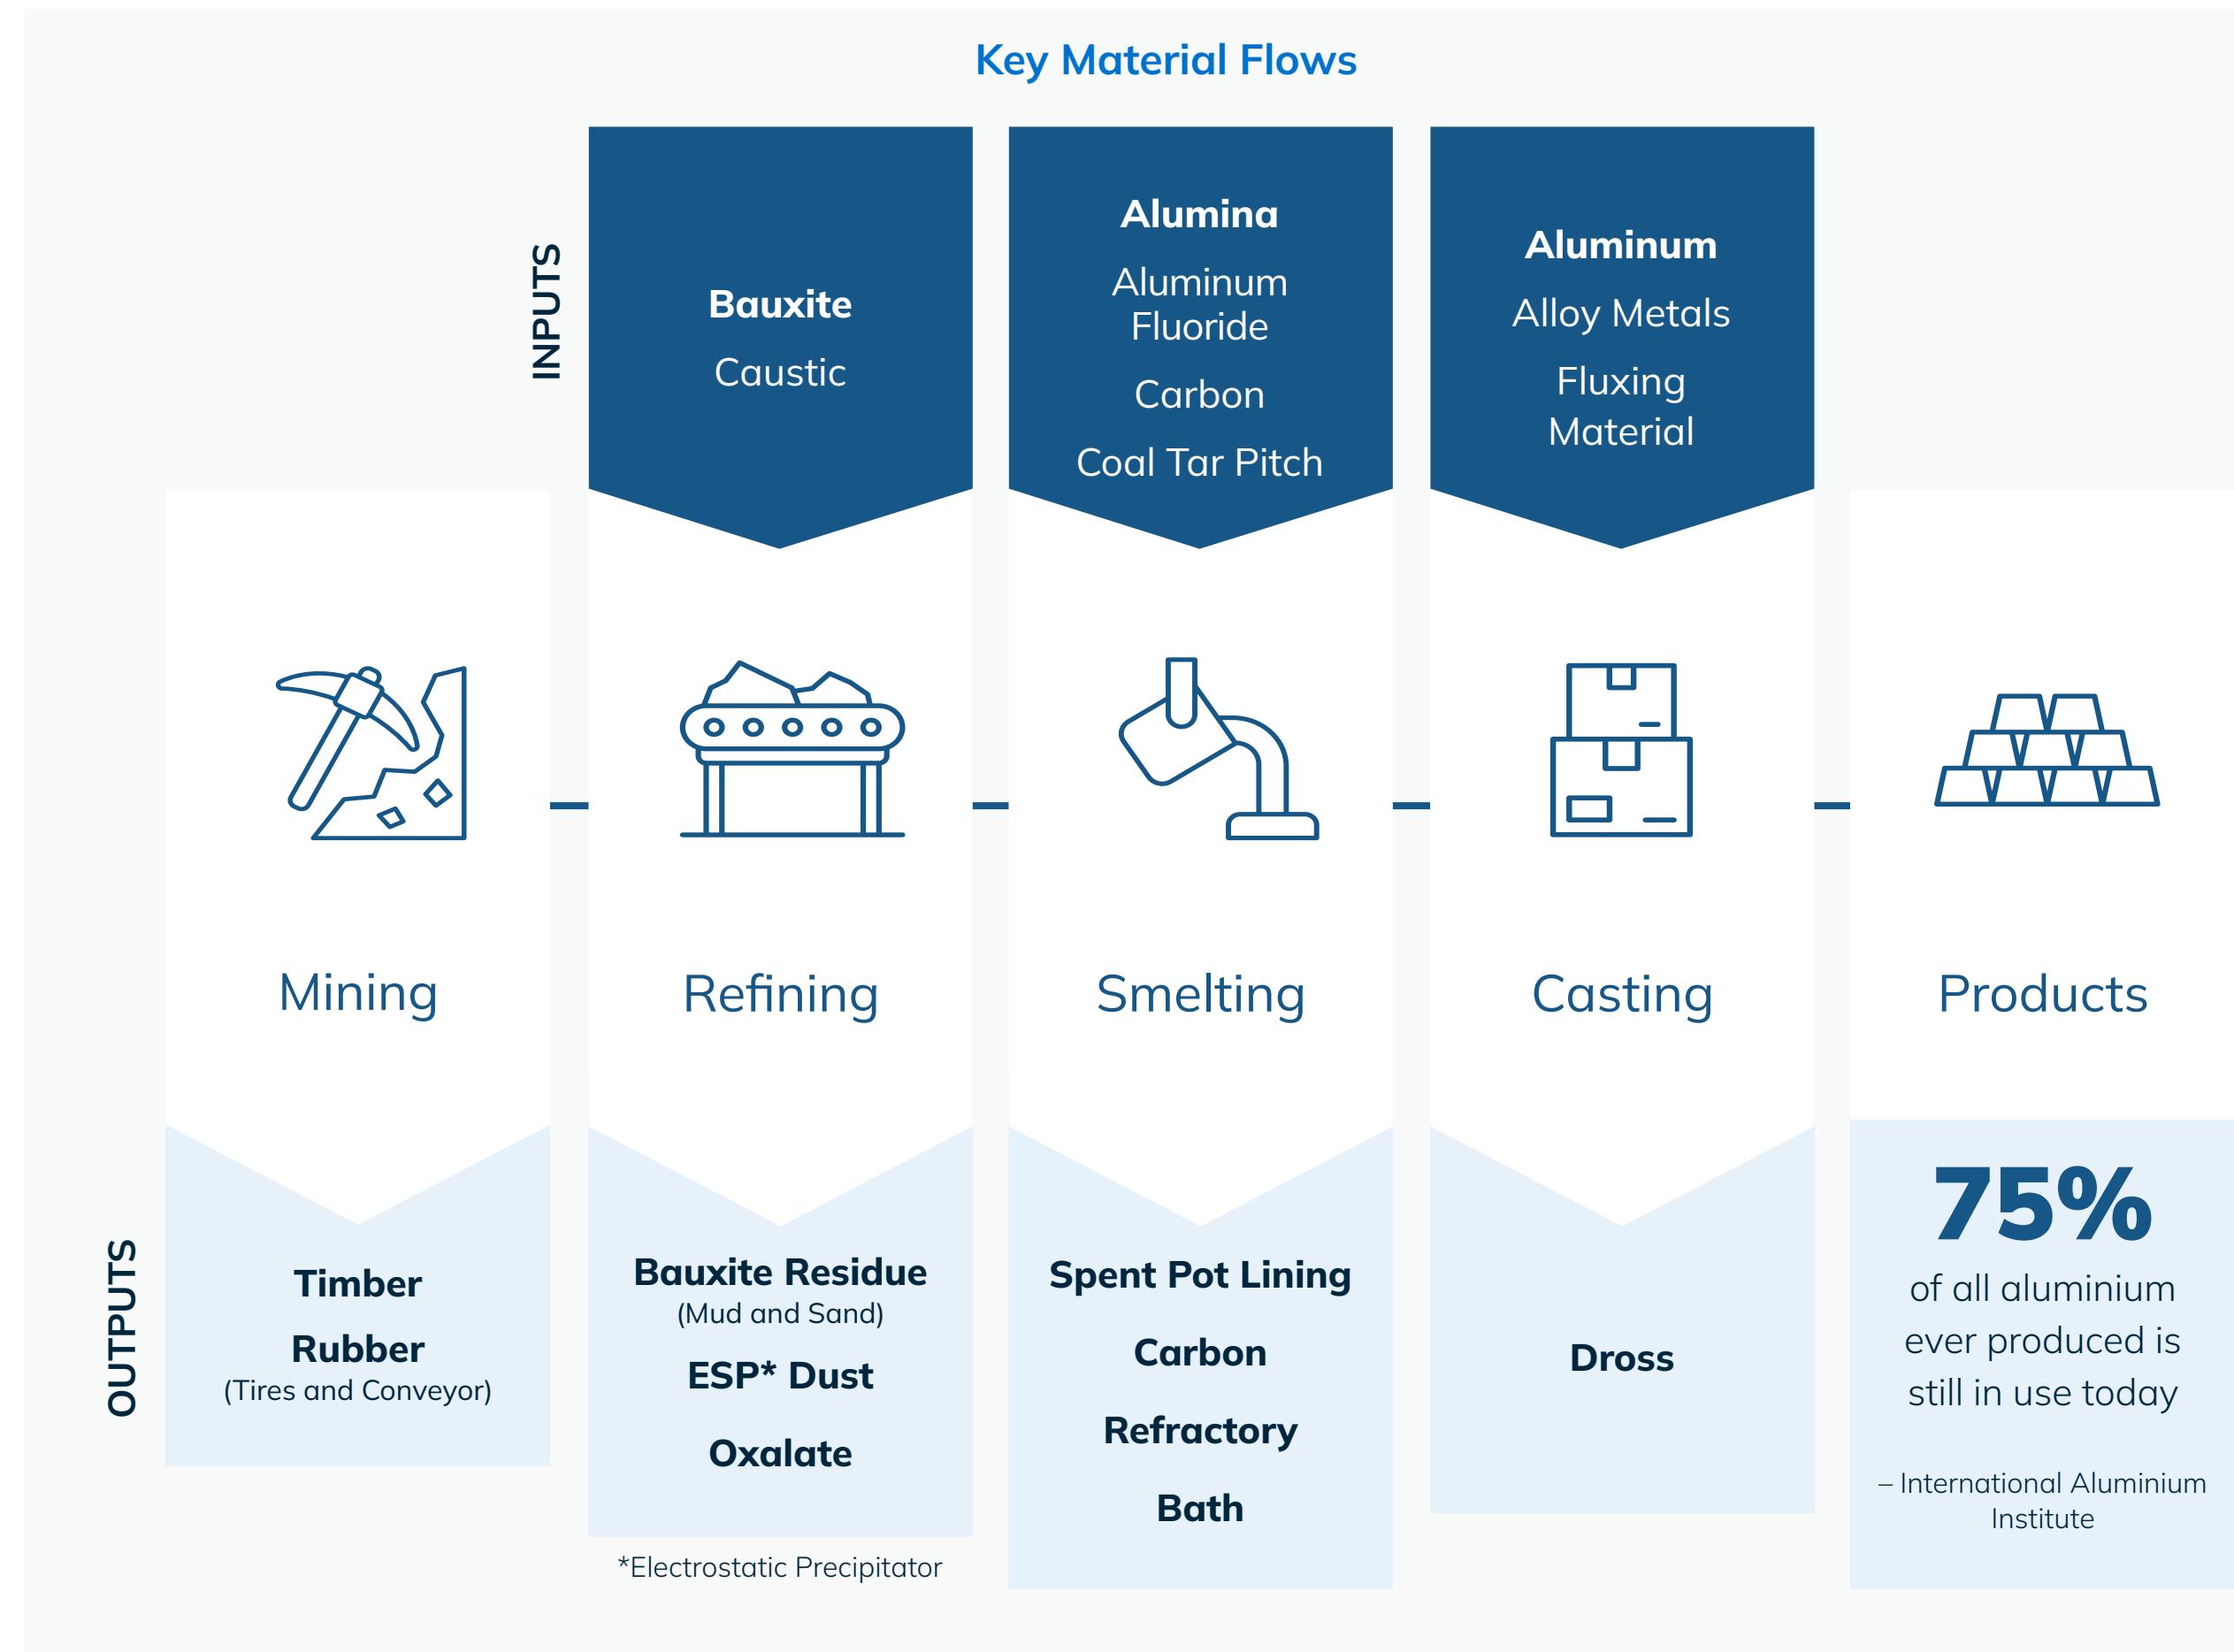 Key Material Flows
INPUTS
Bauxite
Caustic
Alumina
Aluminum
Fluoride
Carbon
Coal Tar Pitch
Aluminum
Alloy Metals
Fluxing
Material
Mining
Refining
Smelting
Casting
Products
OUTPUTS
Timber
Rubber
(Tires and Conveyor)
Bauxite Residue
(Mud and Sand)
ESP* Dust
Oxalate
*Electrostatic Precipitator
Spent Pot Lining
Carbon
Refractory
Bath
Dross
75%
of all aluminium
ever produced is
still in use today
– International Aluminium
Institute